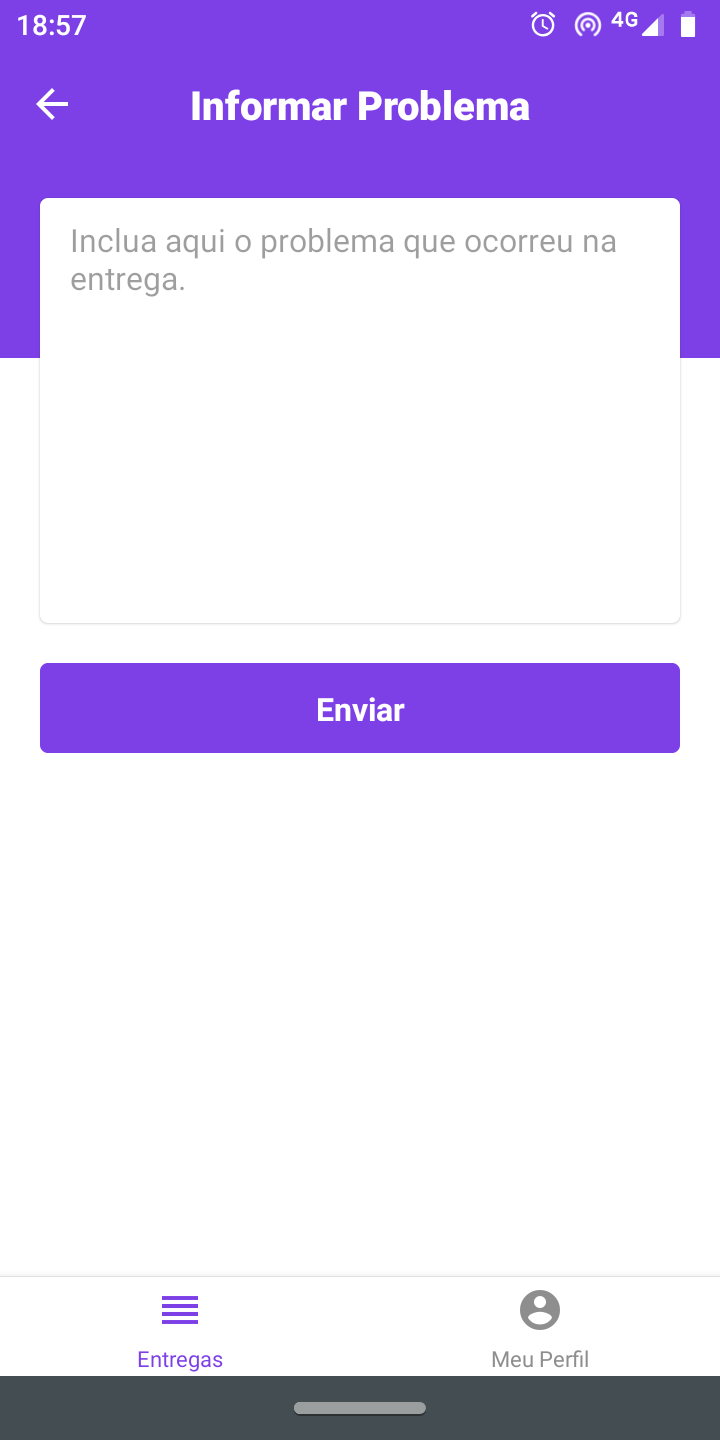 18:57
4G
Informar Problema
Inclua aqui o problema que ocorreu na
entrega.
Enviar
Entregas
Meu Perfil